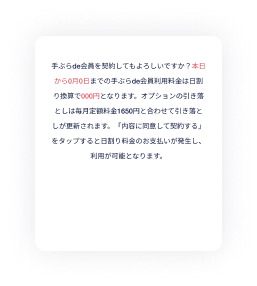 手ぶらde会員を契約してもよろしいですか？本日
から0月0日までの手ぶらde会員利用料金は日割
り換算で000円となります。オプションの引き落
としは毎月定額料金1650円と合わせて引き落と
しが更新されます。「内容に同意して契約する」
をタップすると日割り料金のお支払いが発生し、
利用が可能となります。